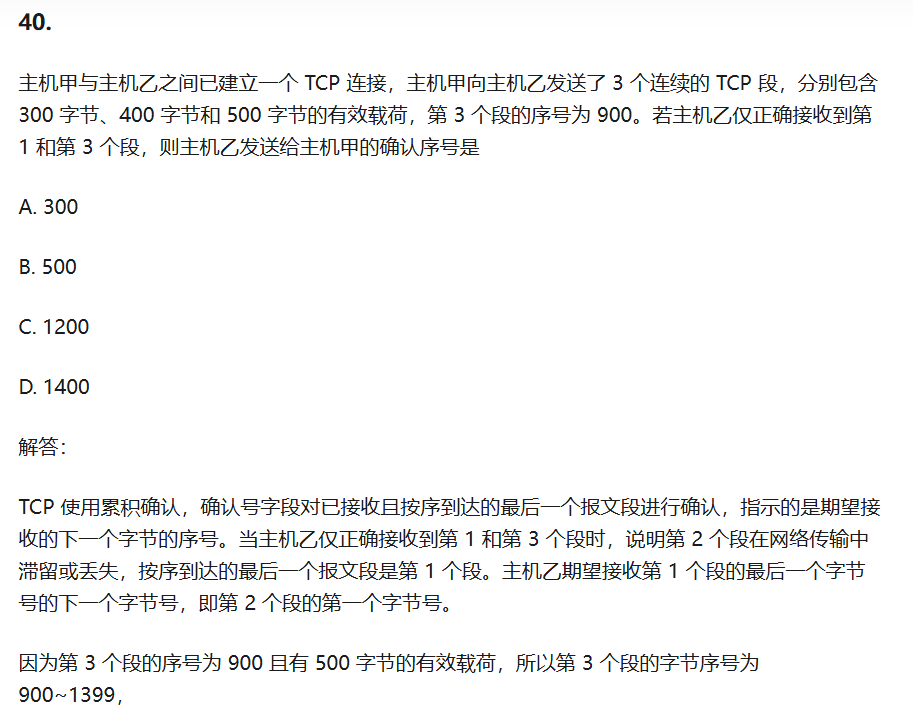 40.
主机甲与主机乙之间已建立一个 TCP 连接，主机甲向主机乙发送了 3 个连续的 TCP 段，分别包含
300 字节、400 字节和 500 字节的有效载荷，第 3 个段的序号为 900。若主机乙仅正确接收到第
1 和第 3 个段，则主机乙发送给主机甲的确认序号是
A. 300
B. 500
C. 1200
D. 1400
解答：
TCP 使用累积确认，确认号字段对已接收且按序到达的最后一个报文段进行确认，指示的是期望接
收的下一个字节的序号。当主机乙仅正确接收到第 1 和第 3 个段时，说明第 2 个段在网络传输中
滞留或丢失，按序到达的最后一个报文段是第 1 个段。主机乙期望接收第 1 个段的最后一个字节
号的下一个字节号，即第 2 个段的第一个字节号。
因为第 3 个段的序号为 900 且有 500 字节的有效载荷，所以第 3 个段的字节序号为
900~1399，